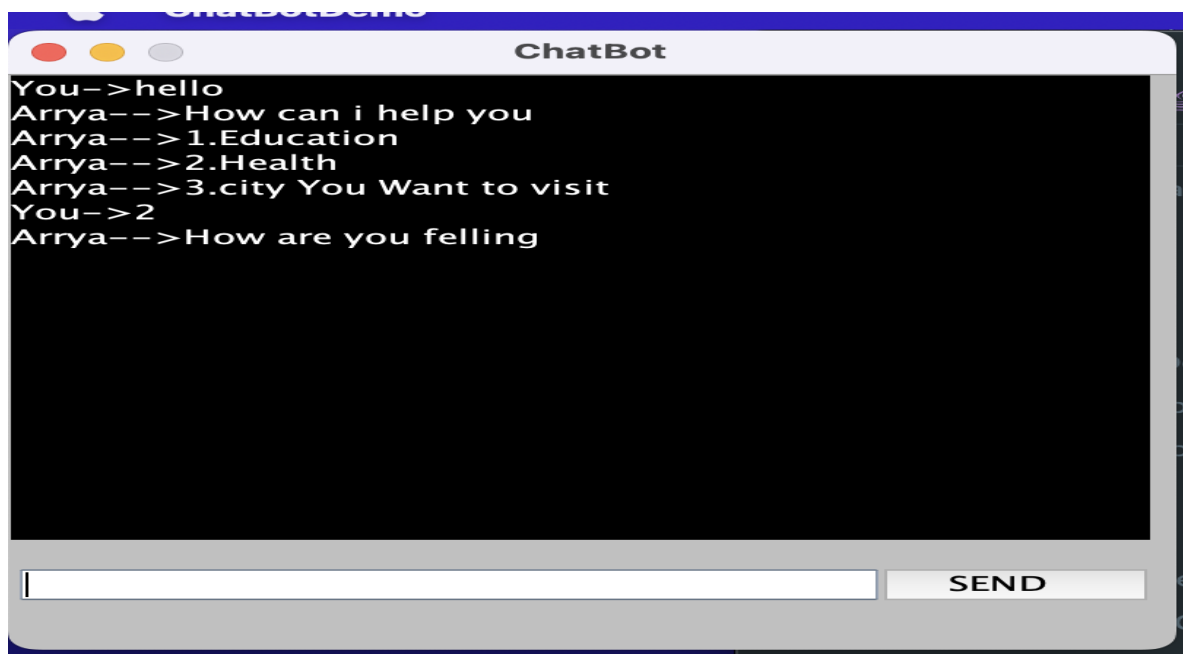 ChatBotDemo
ChatBot
You->hello
Arrya-->How can i help you
Arrya-->1.Education
Arrya-->2.Health
Arrya-->3.city You Want to visit
You->2
Arrya-->How are you felling
SEND